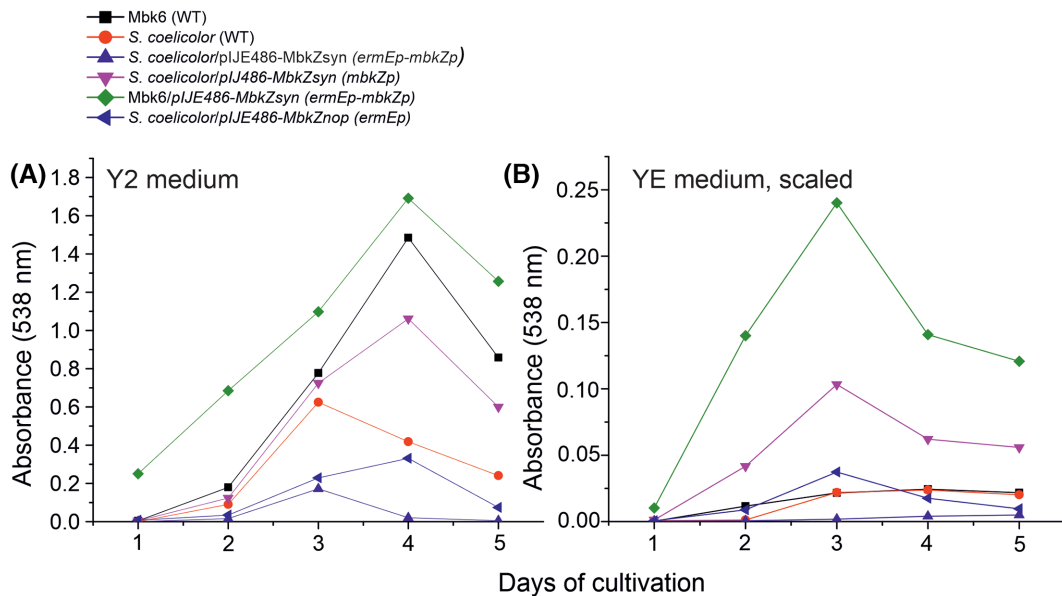 Mbk6 (WT)
S. coelicolor (WT)
S. coelicolor/pIJE486-MbkZsyn (ermEp-mbkZp)
S. coelicolor/pIJ486-MbkZsyn (mbkZp)
Mbk6/pIJE486-MbkZsyn (ermEp-mbkZp)
S. coelicolor/pIJE486-MbkZnop (ermEp)
(A)
Y2 medium
Absorbance (538 nm)
1.8
1.6
1.4
1.2
1.0
0.8
0.6
0.4
0.2
0.0
1 2 3 4 5
(B)
YE medium, scaled
Absorbance (538 nm)
0.25
0.20
0.15
0.10
0.05
0.00
1 2 3 4 5
Days of cultivation